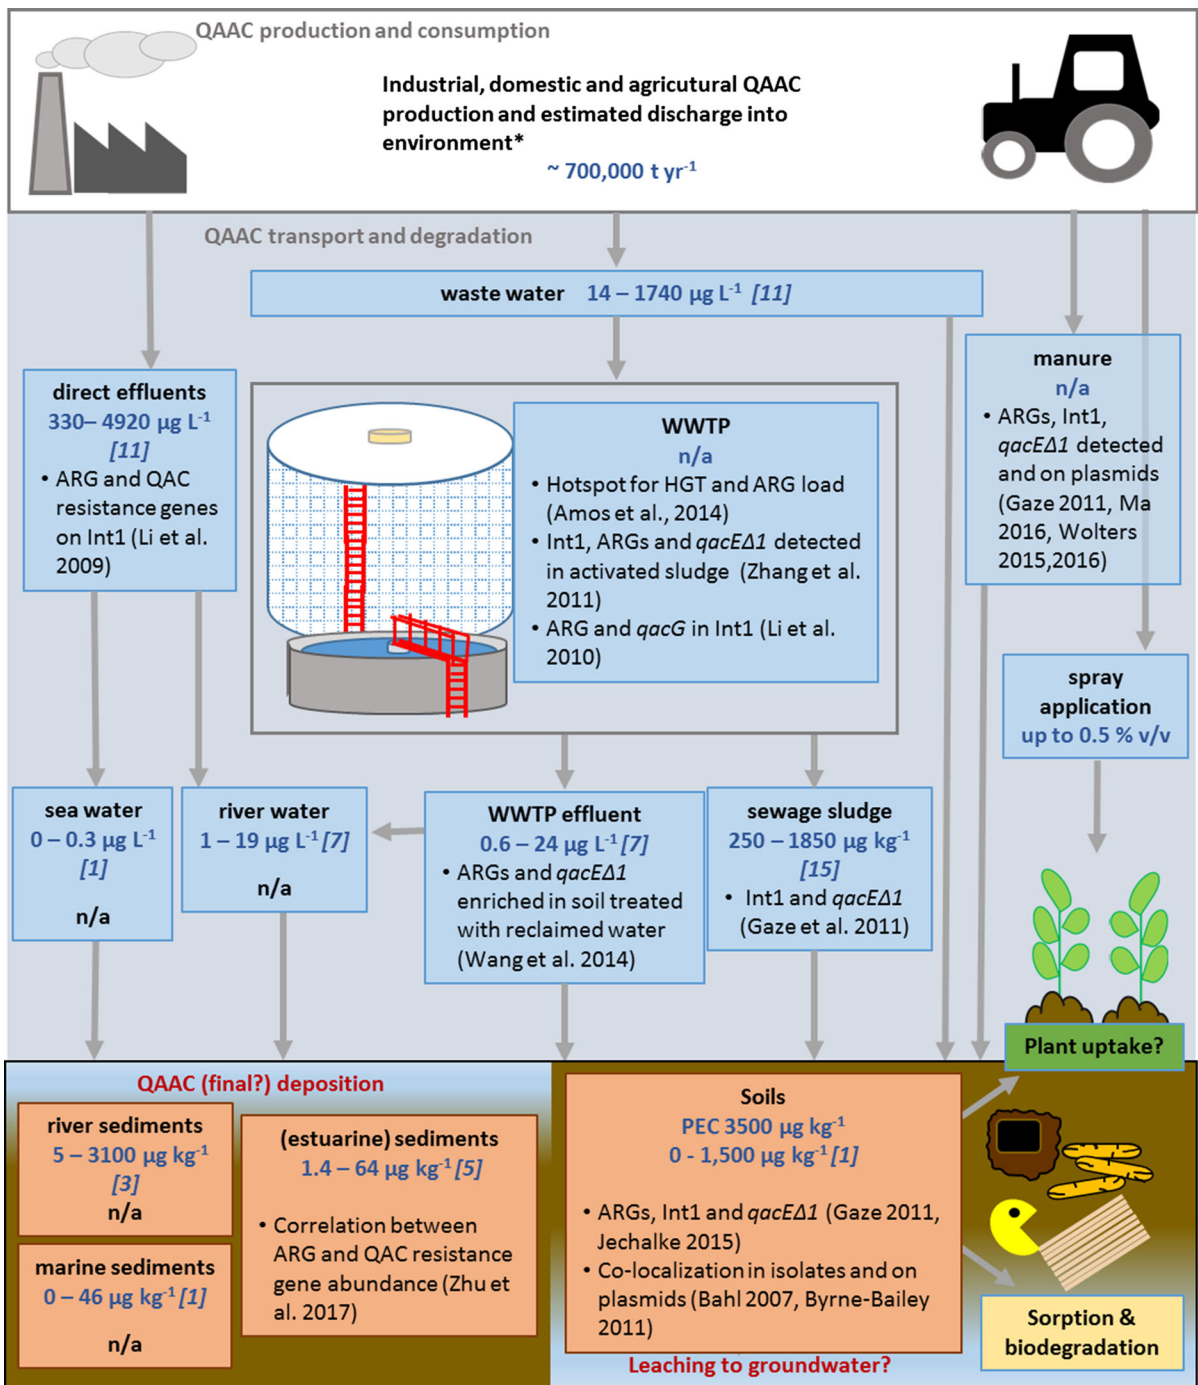 QAAC production and consumption
Industrial, domestic and agricutural QAAC
production and estimated discharge into
environment*
~ 700,000 t yr⁻¹
QAAC transport and degradation
waste water 14 – 1740 µg L⁻¹ [11]
direct effluents
330– 4920 µg L⁻¹
[11]
• ARG and QAC
resistance genes
on Int1 (Li et al.
2009)
WWTP
n/a
• Hotspot for HGT and ARG load
(Amos et al., 2014)
• Int1, ARGs and qacEΔ1 detected
in activated sludge (Zhang et al.
2011)
• ARG and qacG in Int1 (Li et al.
2010)
manure
n/a
• ARGs, Int1,
qacEΔ1 detected
and on plasmids
(Gaze 2011, Ma
2016, Wolters
2015,2016)
spray
application
up to 0.5 % v/v
sea water
0 – 0.3 µg L⁻¹
[1]
n/a
river water
1 – 19 µg L⁻¹ [7]
n/a
WWTP effluent
0.6 – 24 µg L⁻¹ [7]
• ARGs and qacEΔ1
enriched in soil treated
with reclaimed water
(Wang et al. 2014)
sewage sludge
250 – 1850 µg kg⁻¹
[15]
• Int1 and qacEΔ1
(Gaze et al. 2011)
Plant uptake?
QAAC (final?) deposition
river sediments
5 – 3100 µg kg⁻¹
[3]
n/a
marine sediments
0 – 46 µg kg⁻¹ [1]
n/a
(estuarine) sediments
1.4 – 64 µg kg⁻¹ [5]
• Correlation between
ARG and QAC resistance
gene abundance (Zhu et
al. 2017)
Soils
PEC 3500 µg kg⁻¹
0 - 1,500 µg kg⁻¹ [1]
• ARGs, Int1 and qacEΔ1 (Gaze 2011,
Jechalke 2015)
• Co-localization in isolates and on
plasmids (Bahl 2007, Byrne-Bailey
2011)
Sorption &
biodegradation
Leaching to groundwater?